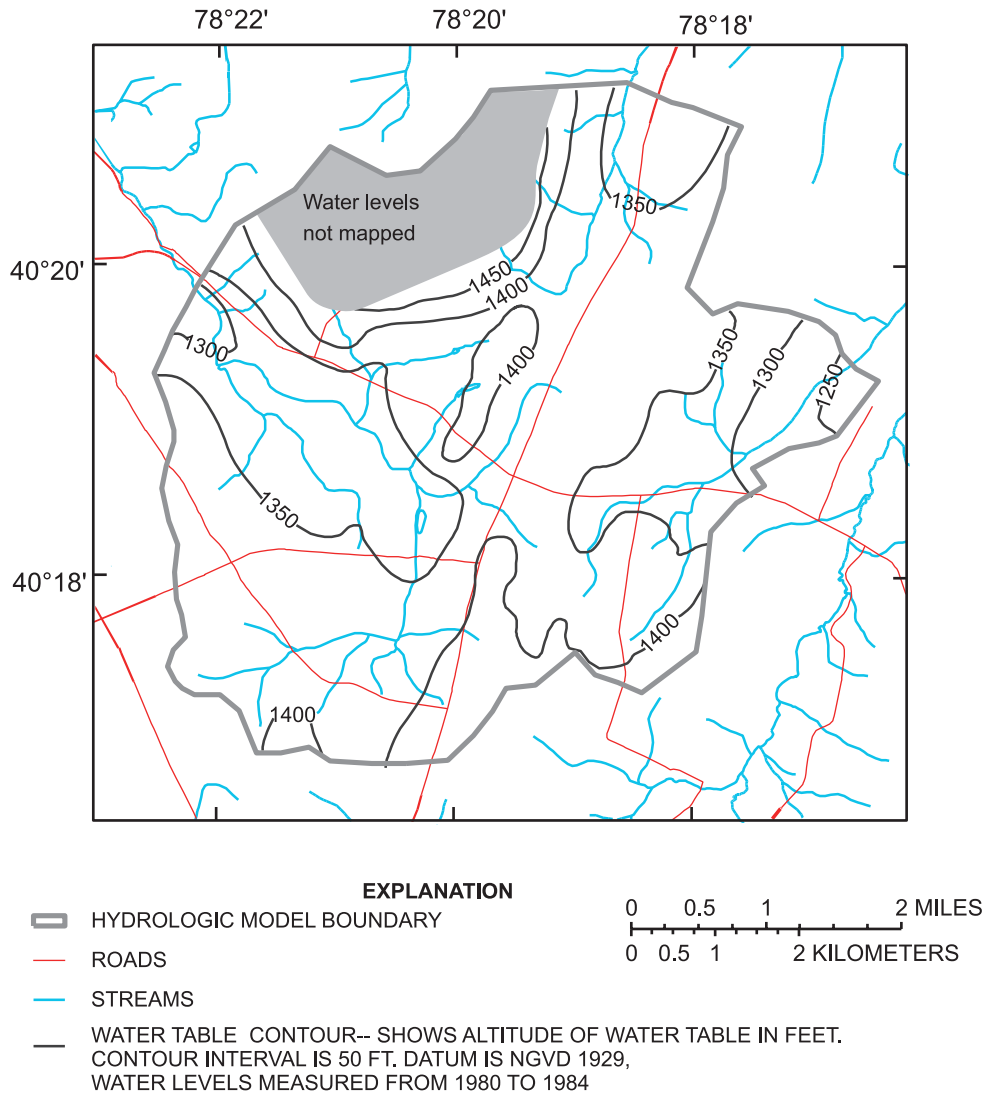 78°22'
78°20'
78°18'
Water levels
not mapped
1350
40°20'
1450
1400
1300
1400
1350
1300
1250
1350
40°18'
1400
1400
EXPLANATION
HYDROLOGIC MODEL BOUNDARY
ROADS
STREAMS
WATER TABLE CONTOUR-- SHOWS ALTITUDE OF WATER TABLE IN FEET.
CONTOUR INTERVAL IS 50 FT. DATUM IS NGVD 1929,
WATER LEVELS MEASURED FROM 1980 TO 1984
0 0.5 1 2 MILES
0 0.5 1 2 KILOMETERS